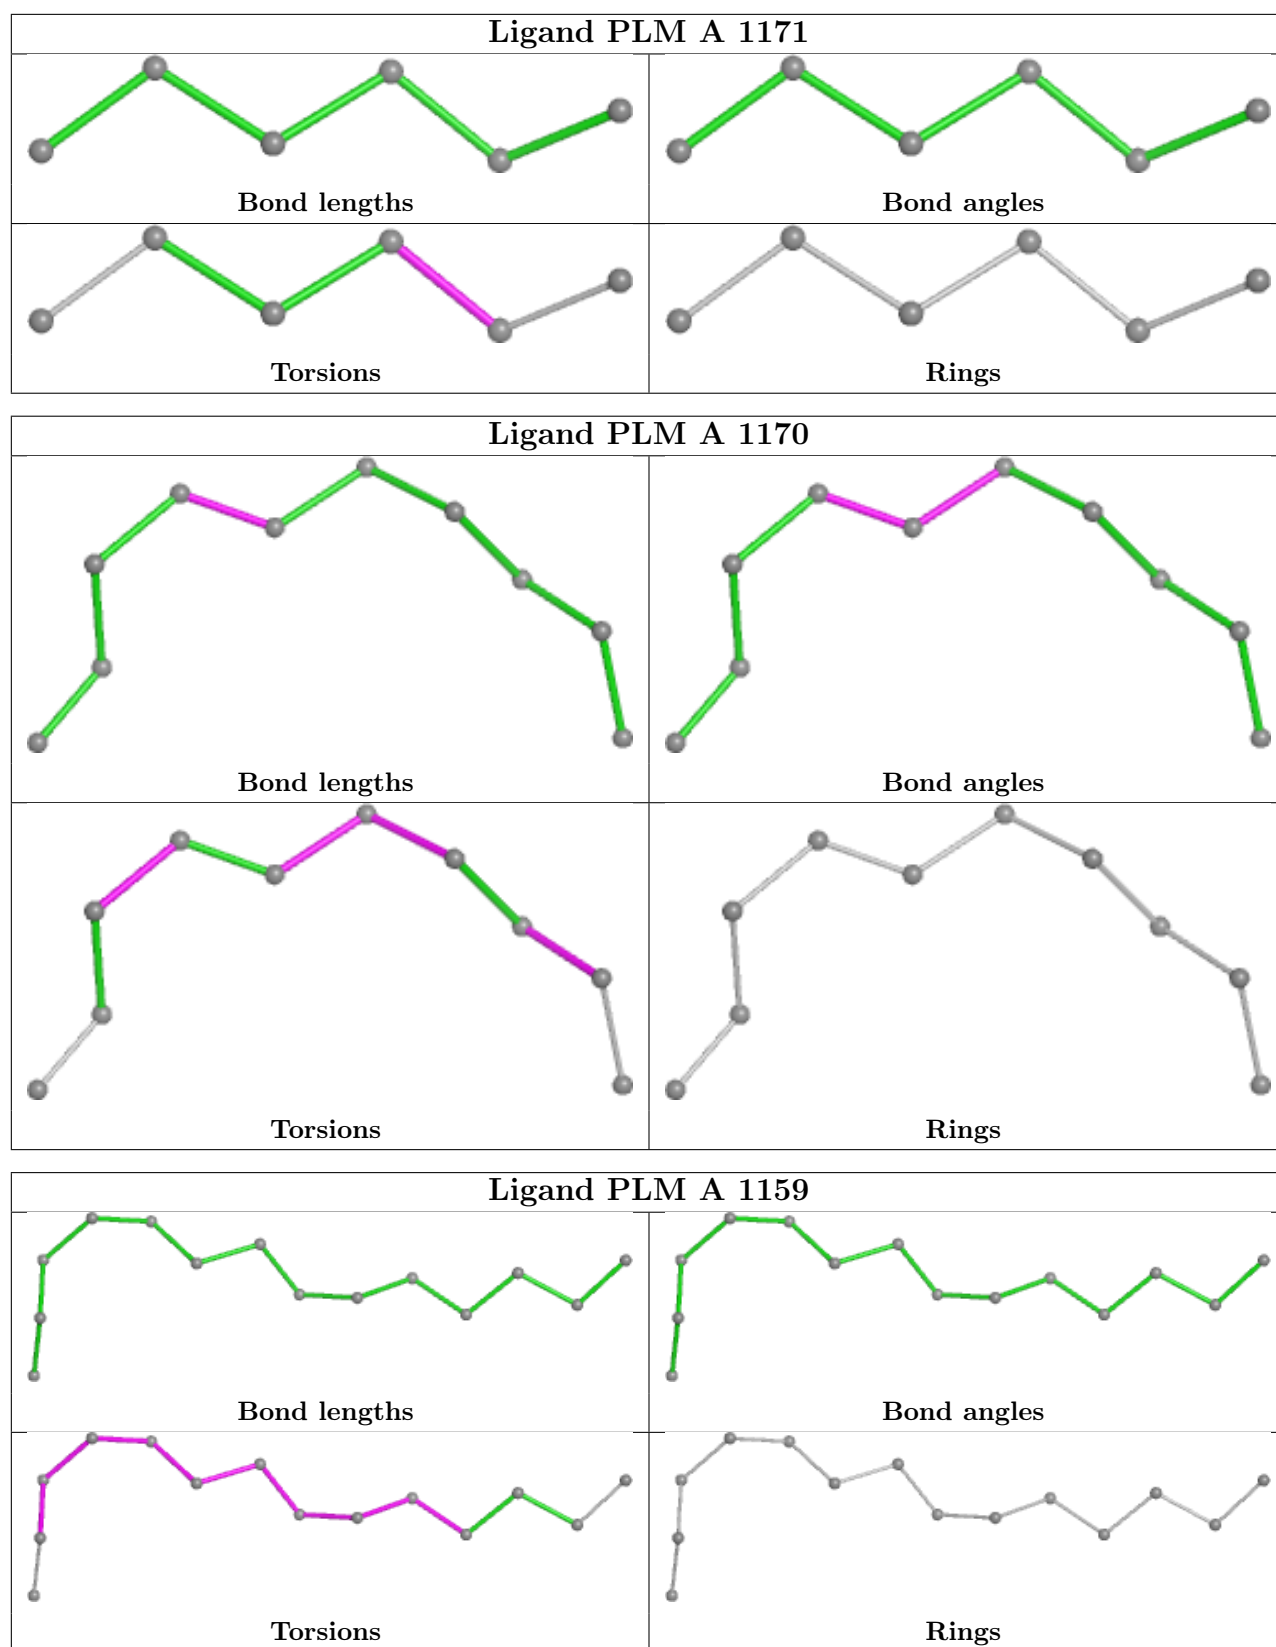 Ligand PLM A 1171
Bond lengths
Bond angles
Torsions
Rings
Ligand PLM A 1170
Bond lengths
Bond angles
Torsions
Rings
Ligand PLM A 1159
Bond lengths
Bond angles
Torsions
Rings